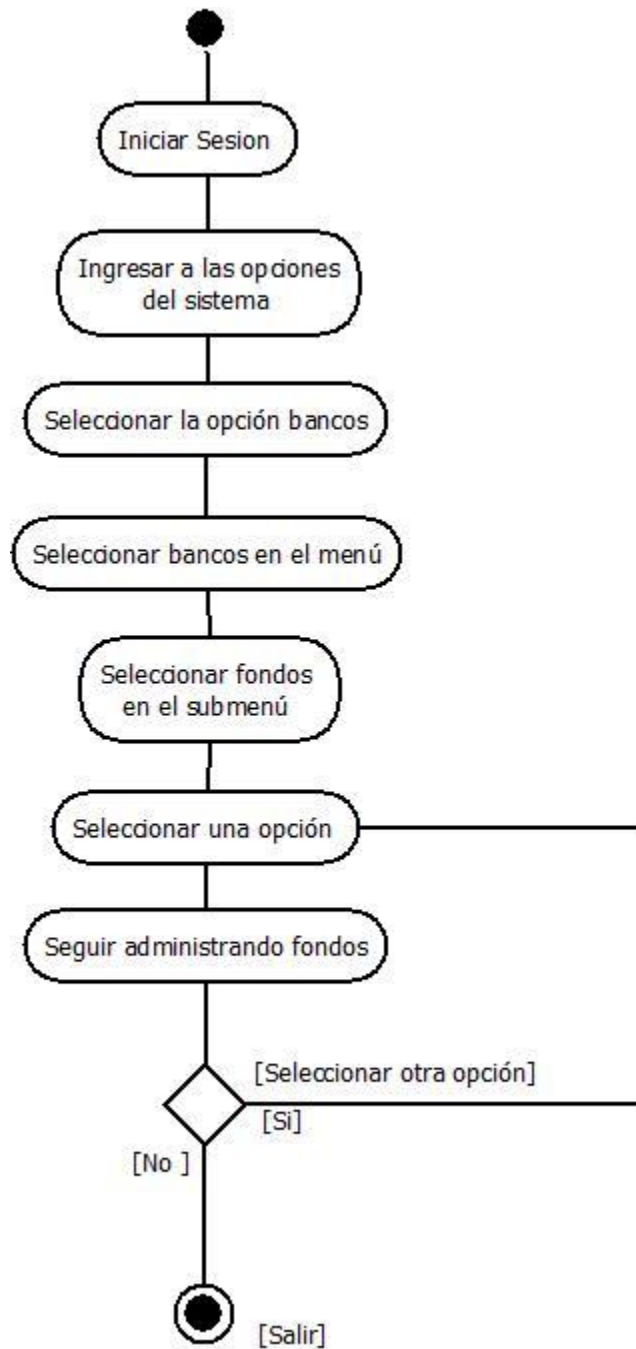 Iniciar Sesion
Ingresar a las opciones
del sistema
Seleccionar la opción bancos
Seleccionar bancos en el menú
Seleccionar fondos
en el submenú
Seleccionar una opción
Seguir administrando fondos
[Seleccionar otra opción]
[Si]
[No ]
[Salir]